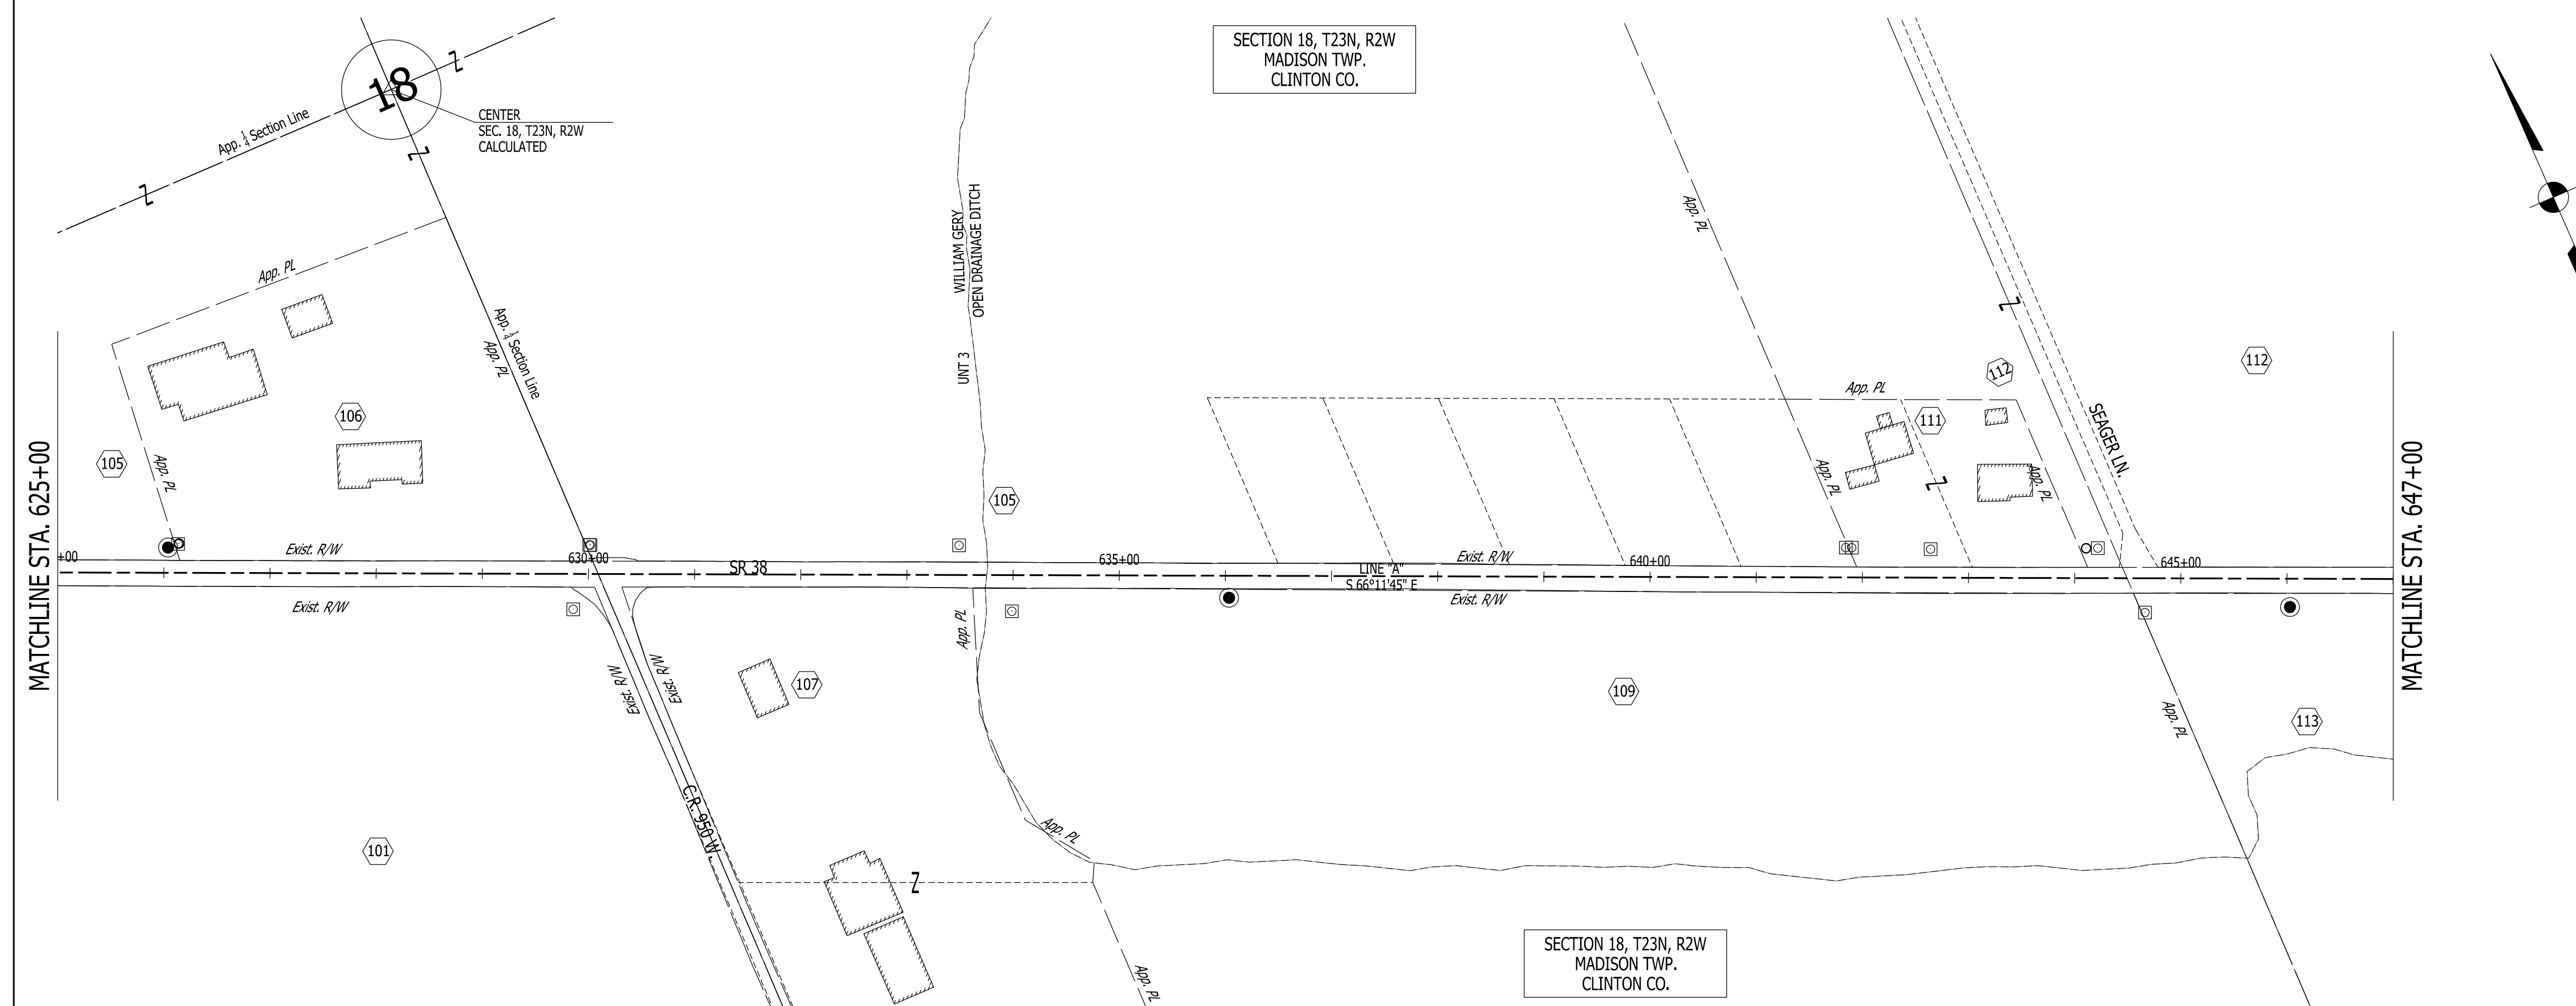 SECTION 18, T23N, R2W
MADISON TWP.
CLINTON CO.
18
CENTER
SEC. 18, T23N, R2W
CALCULATED
App. 1/4 Section Line
Z
Z
Z
Z
App. PL
App. 1/4 Section Line
App. PL
WILLIAM GERY
OPEN DRAINAGE DITCH
UNT 3
App. PL
Z
112
112
App. PL
106
111
SEAGER LN.
105
App. PL
105
App. PL
App. PL
Z
MATCHLINE STA. 625+00
MATCHLINE STA. 647+00
+00
Exist. R/W
630+00
SR 38
635+00
LINE "A"
S 66°11'45" E
Exist. R/W
640+00
645+00
Exist. R/W
Exist. R/W
App. PL
Exist. R/W
Exist. R/W
107
109
App. PL
113
C.R. 950 W.
101
App. PL
Z
App. PL
SECTION 18, T23N, R2W
MADISON TWP.
CLINTON CO.